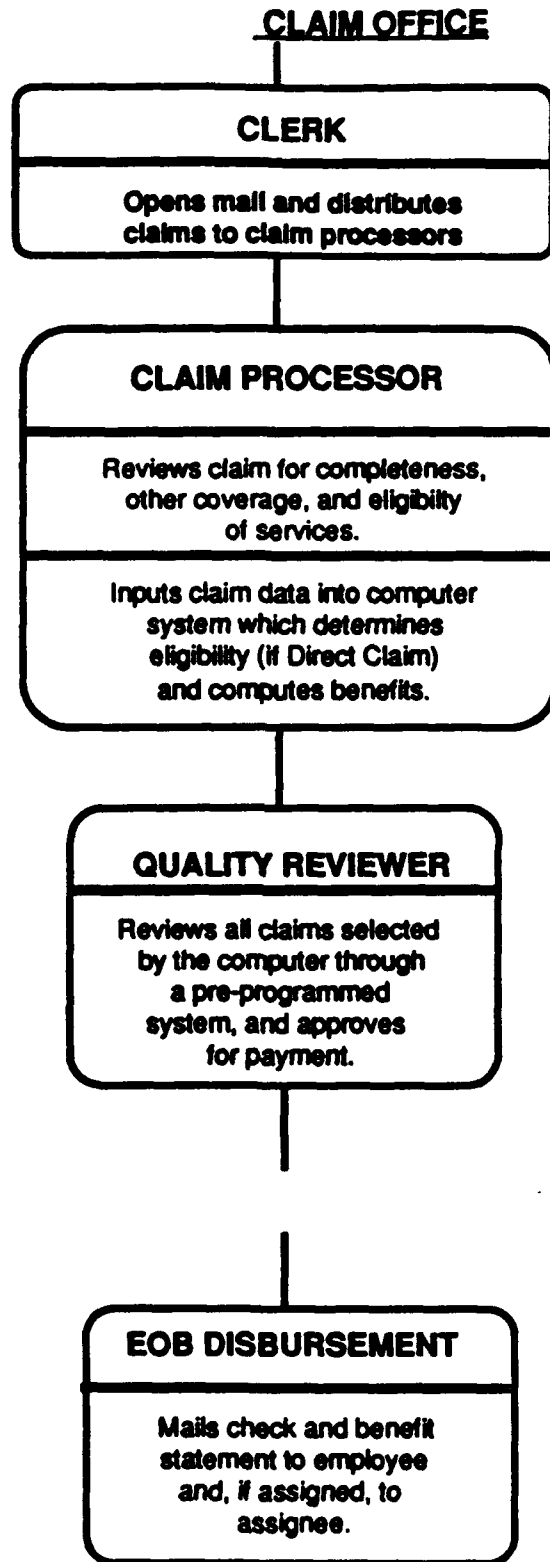 CLAIM OFFICE
CLERK
Opens mail and distributes
claims to claim processors
CLAIM PROCESSOR
Reviews claim for completeness,
other coverage, and eligibilty
of services.
Inputs claim data into computer
system which determines
eligibility (if Direct Claim)
and computes benefits.
QUALITY REVIEWER
Reviews all claims selected
by the computer through
a pre-programmed
system, and approves
for payment.
EOB DISBURSEMENT
Mails check and benefit
statement to employee
and, if assigned, to
assignee.